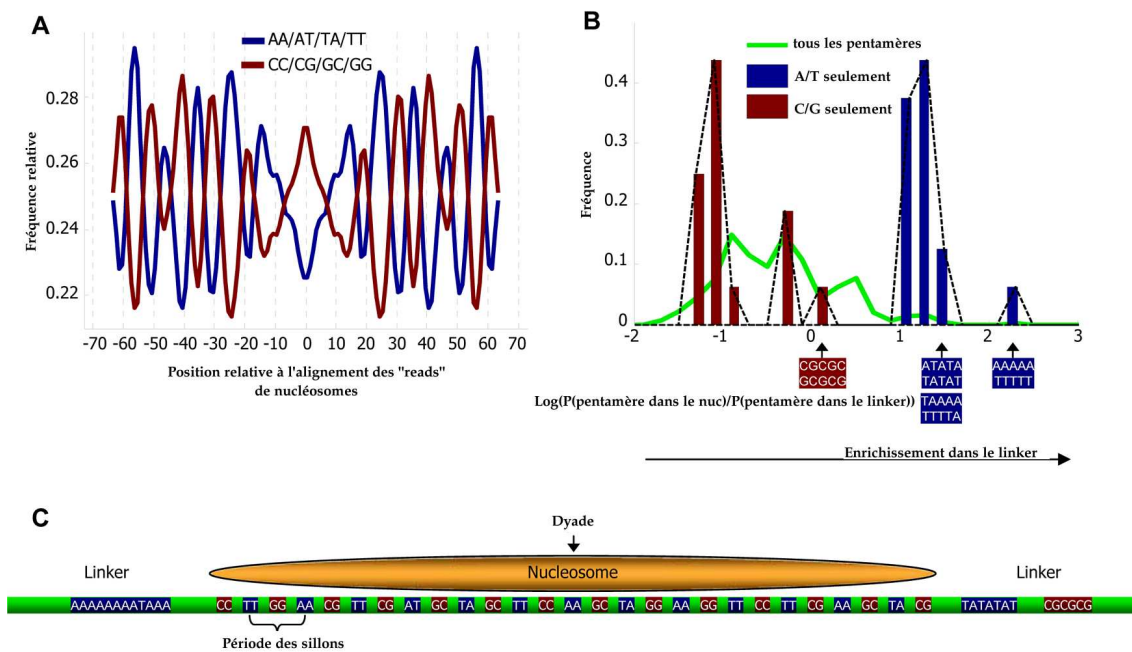 A
AA/AT/TA/TT
CC/CG/GC/GG
Fréquence relative
0.28
0.26
0.24
0.22
-70 -60 -50 -40 -30 -20 -10 0 10 20 30 40 50 60 70
Position relative à l'alignement des "reads"
de nucléosomes
B
tous les pentamères
A/T seulement
C/G seulement
Fréquence
0.4
0.3
0.2
0.1
0
-2 -1 0 1 2 3
CGCGC
GCGCG
ATATA
TATAT
AAAAA
TTTTT
TAAAA
TTTTA
Log(P(pentamère dans le nuc)/P(pentamère dans le linker))
Enrichissement dans le linker
C
Dyade
Linker
Nucleosome
Linker
AAAAAAAATAAA CC TT GG AA CG TT CG AT GC TA GC TT CC AA GC TA GG AA GG TT CC TT CG AA GC TA CG TATATAT CGCGCG
Période des sillons